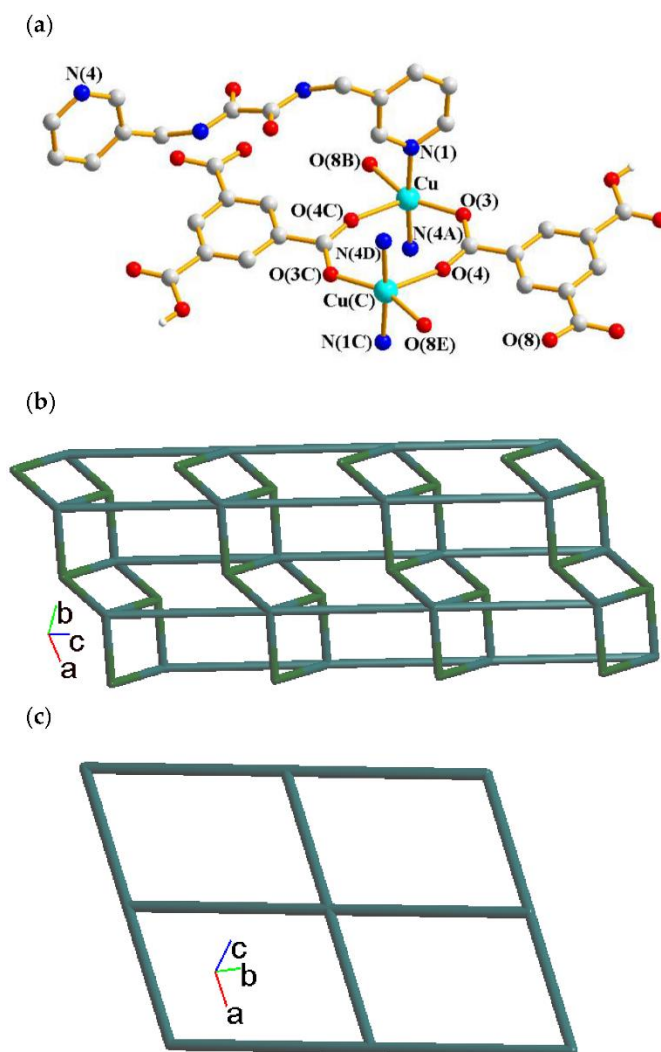 (a)
N(4)
N(1)
O(8B)
Cu
O(4C)
O(3)
N(4D)
N(4A)
O(3C)
O(4)
Cu(C)
N(1C)
O(8E)
O(8)
(b)
b
c
a
(c)
c
b
a